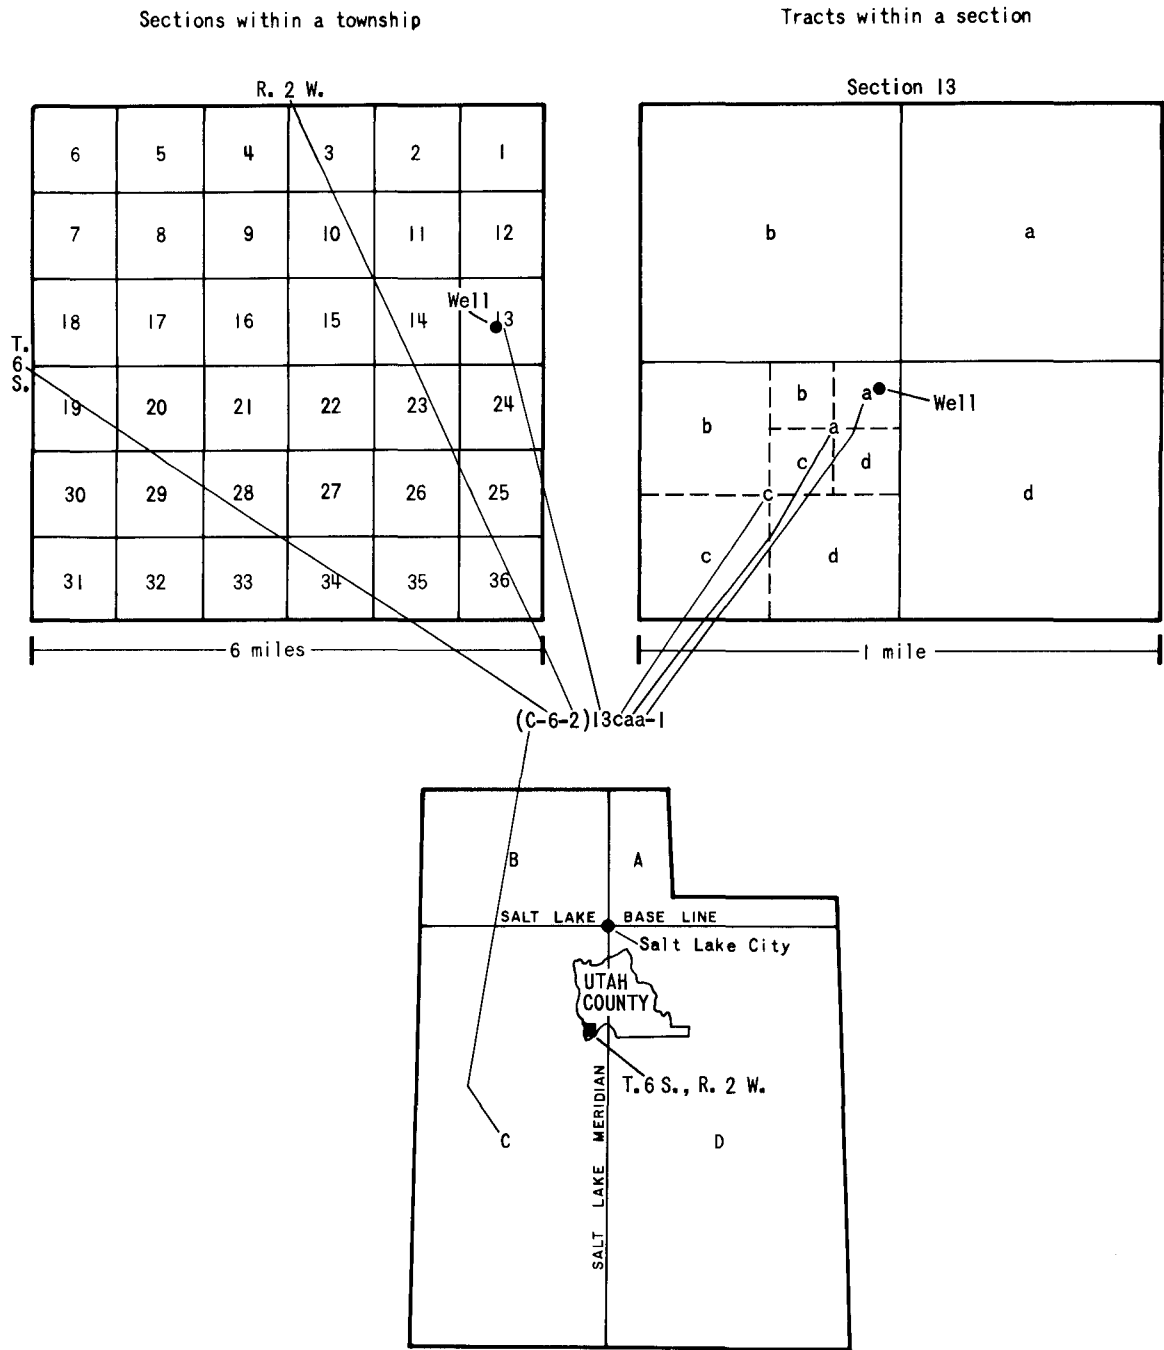 Sections within a township
Tracts within a section
R. 2 W.
6 5 4 3 2 1
7 8 9 10 11 12
Well
18 17 16 15 14 13
T.
6
S.
19 20 21 22 23 24
30 29 28 27 26 25
31 32 33 34 35 36
6 miles
Section 13
b a
b b a Well
a
c d
c
d
c d
1 mile
(C-6-2)13caa-1
B A
SALT LAKE BASE LINE
Salt Lake City
UTAH
COUNTY
T.6 S., R. 2 W.
SALT LAKE MERIDIAN
C D